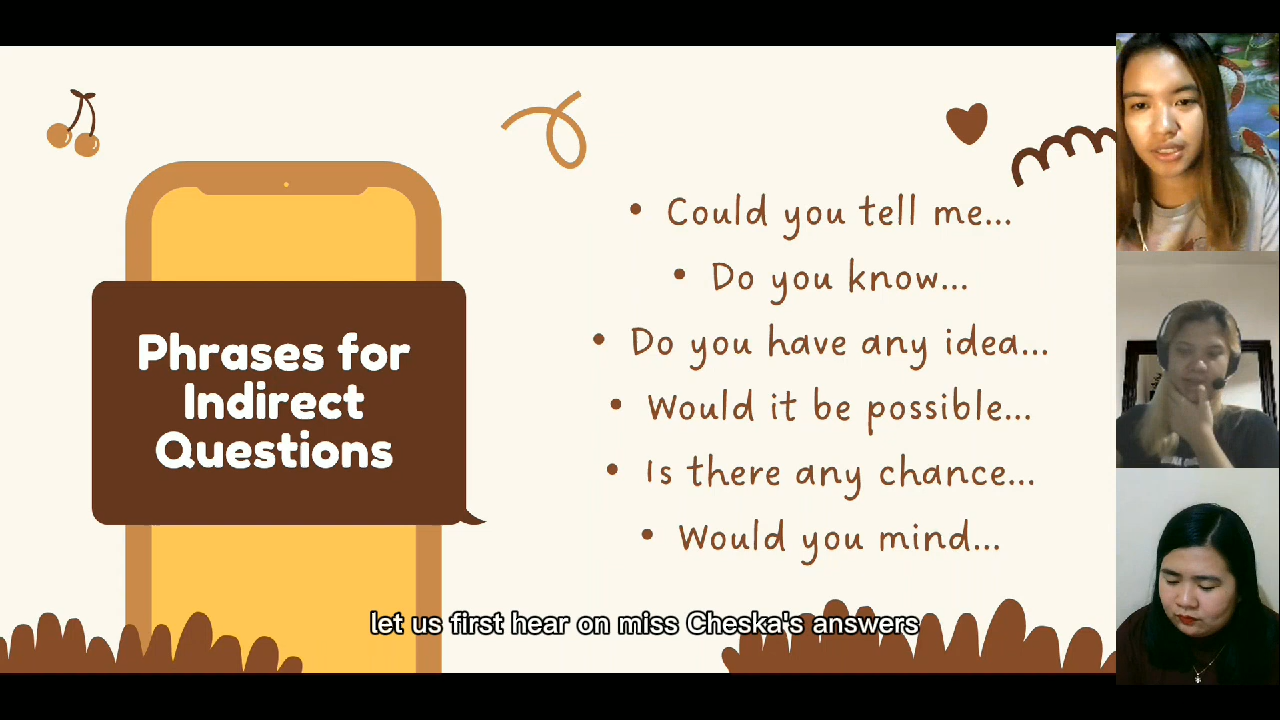 Phrases for
Indirect
Questions
• Could you tell me...
• Do you know...
• Do you have any idea...
• Would it be possible...
• Is there any chance...
• Would you mind...
let us first hear on miss Cheska's answers